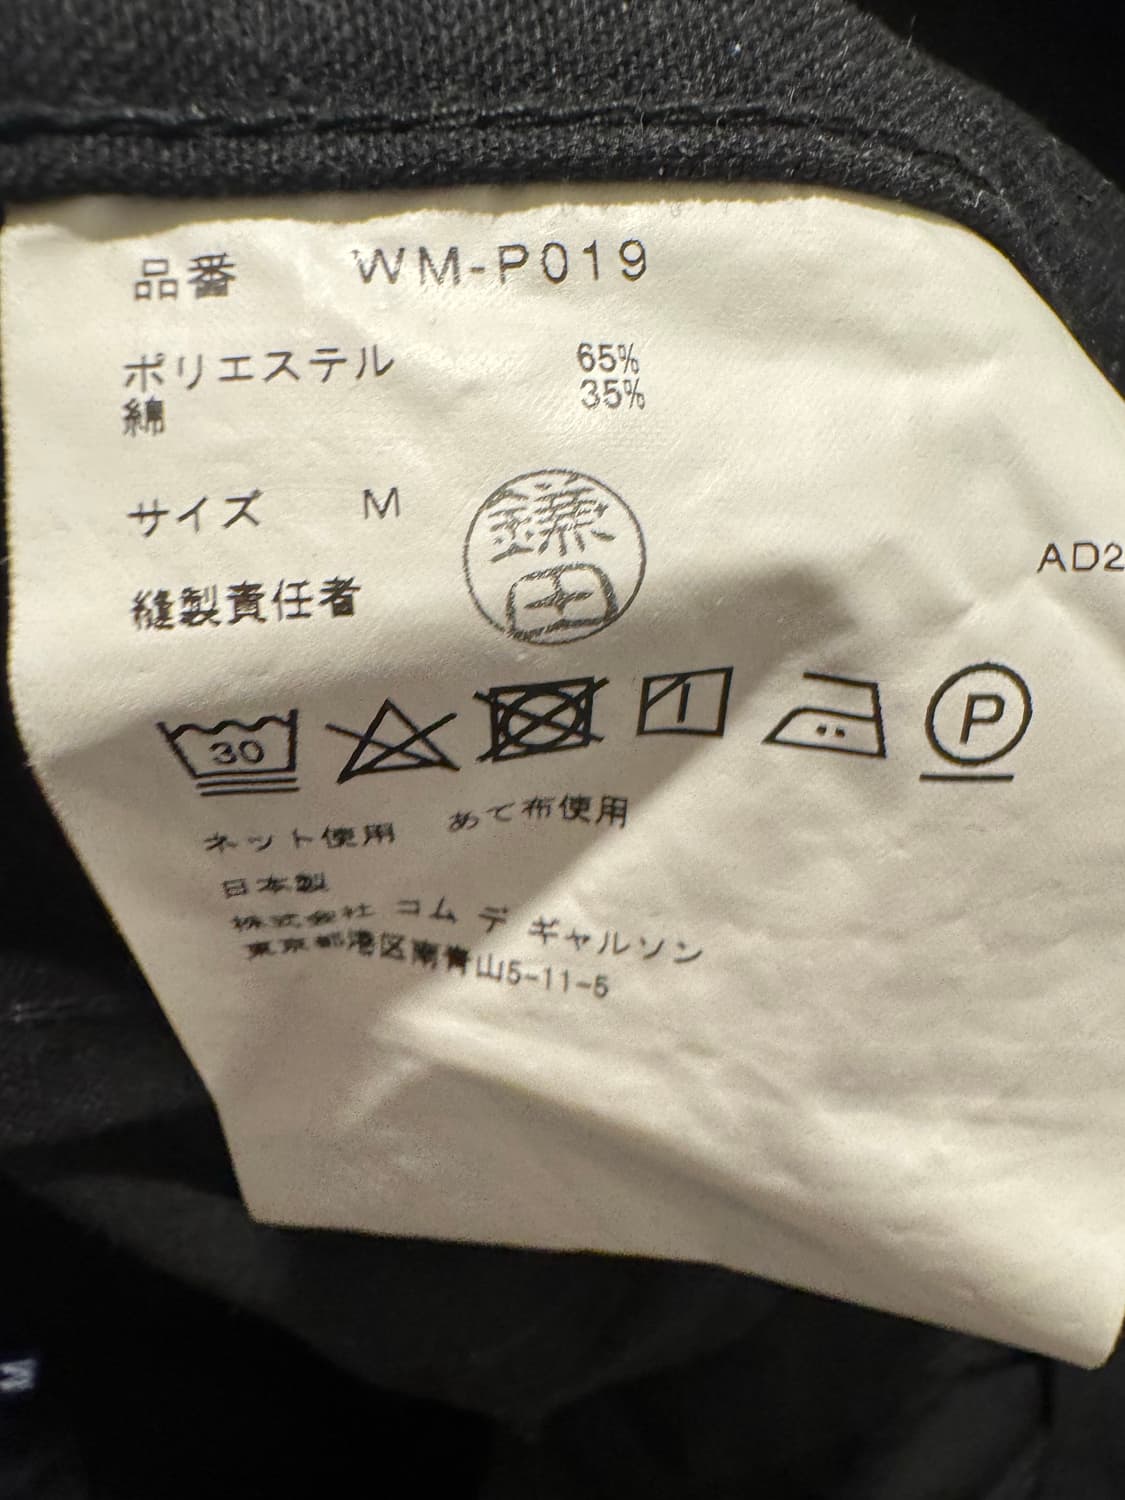 品番 WM-P019
ポリエステル 65%
綿 35%
サイズ M
鎌田
縫製責任者
AD2
30
P
ネット使用 あて布使用
日本製
株式会社 コム デ ギャルソン
東京都港区南青山5-11-5
M